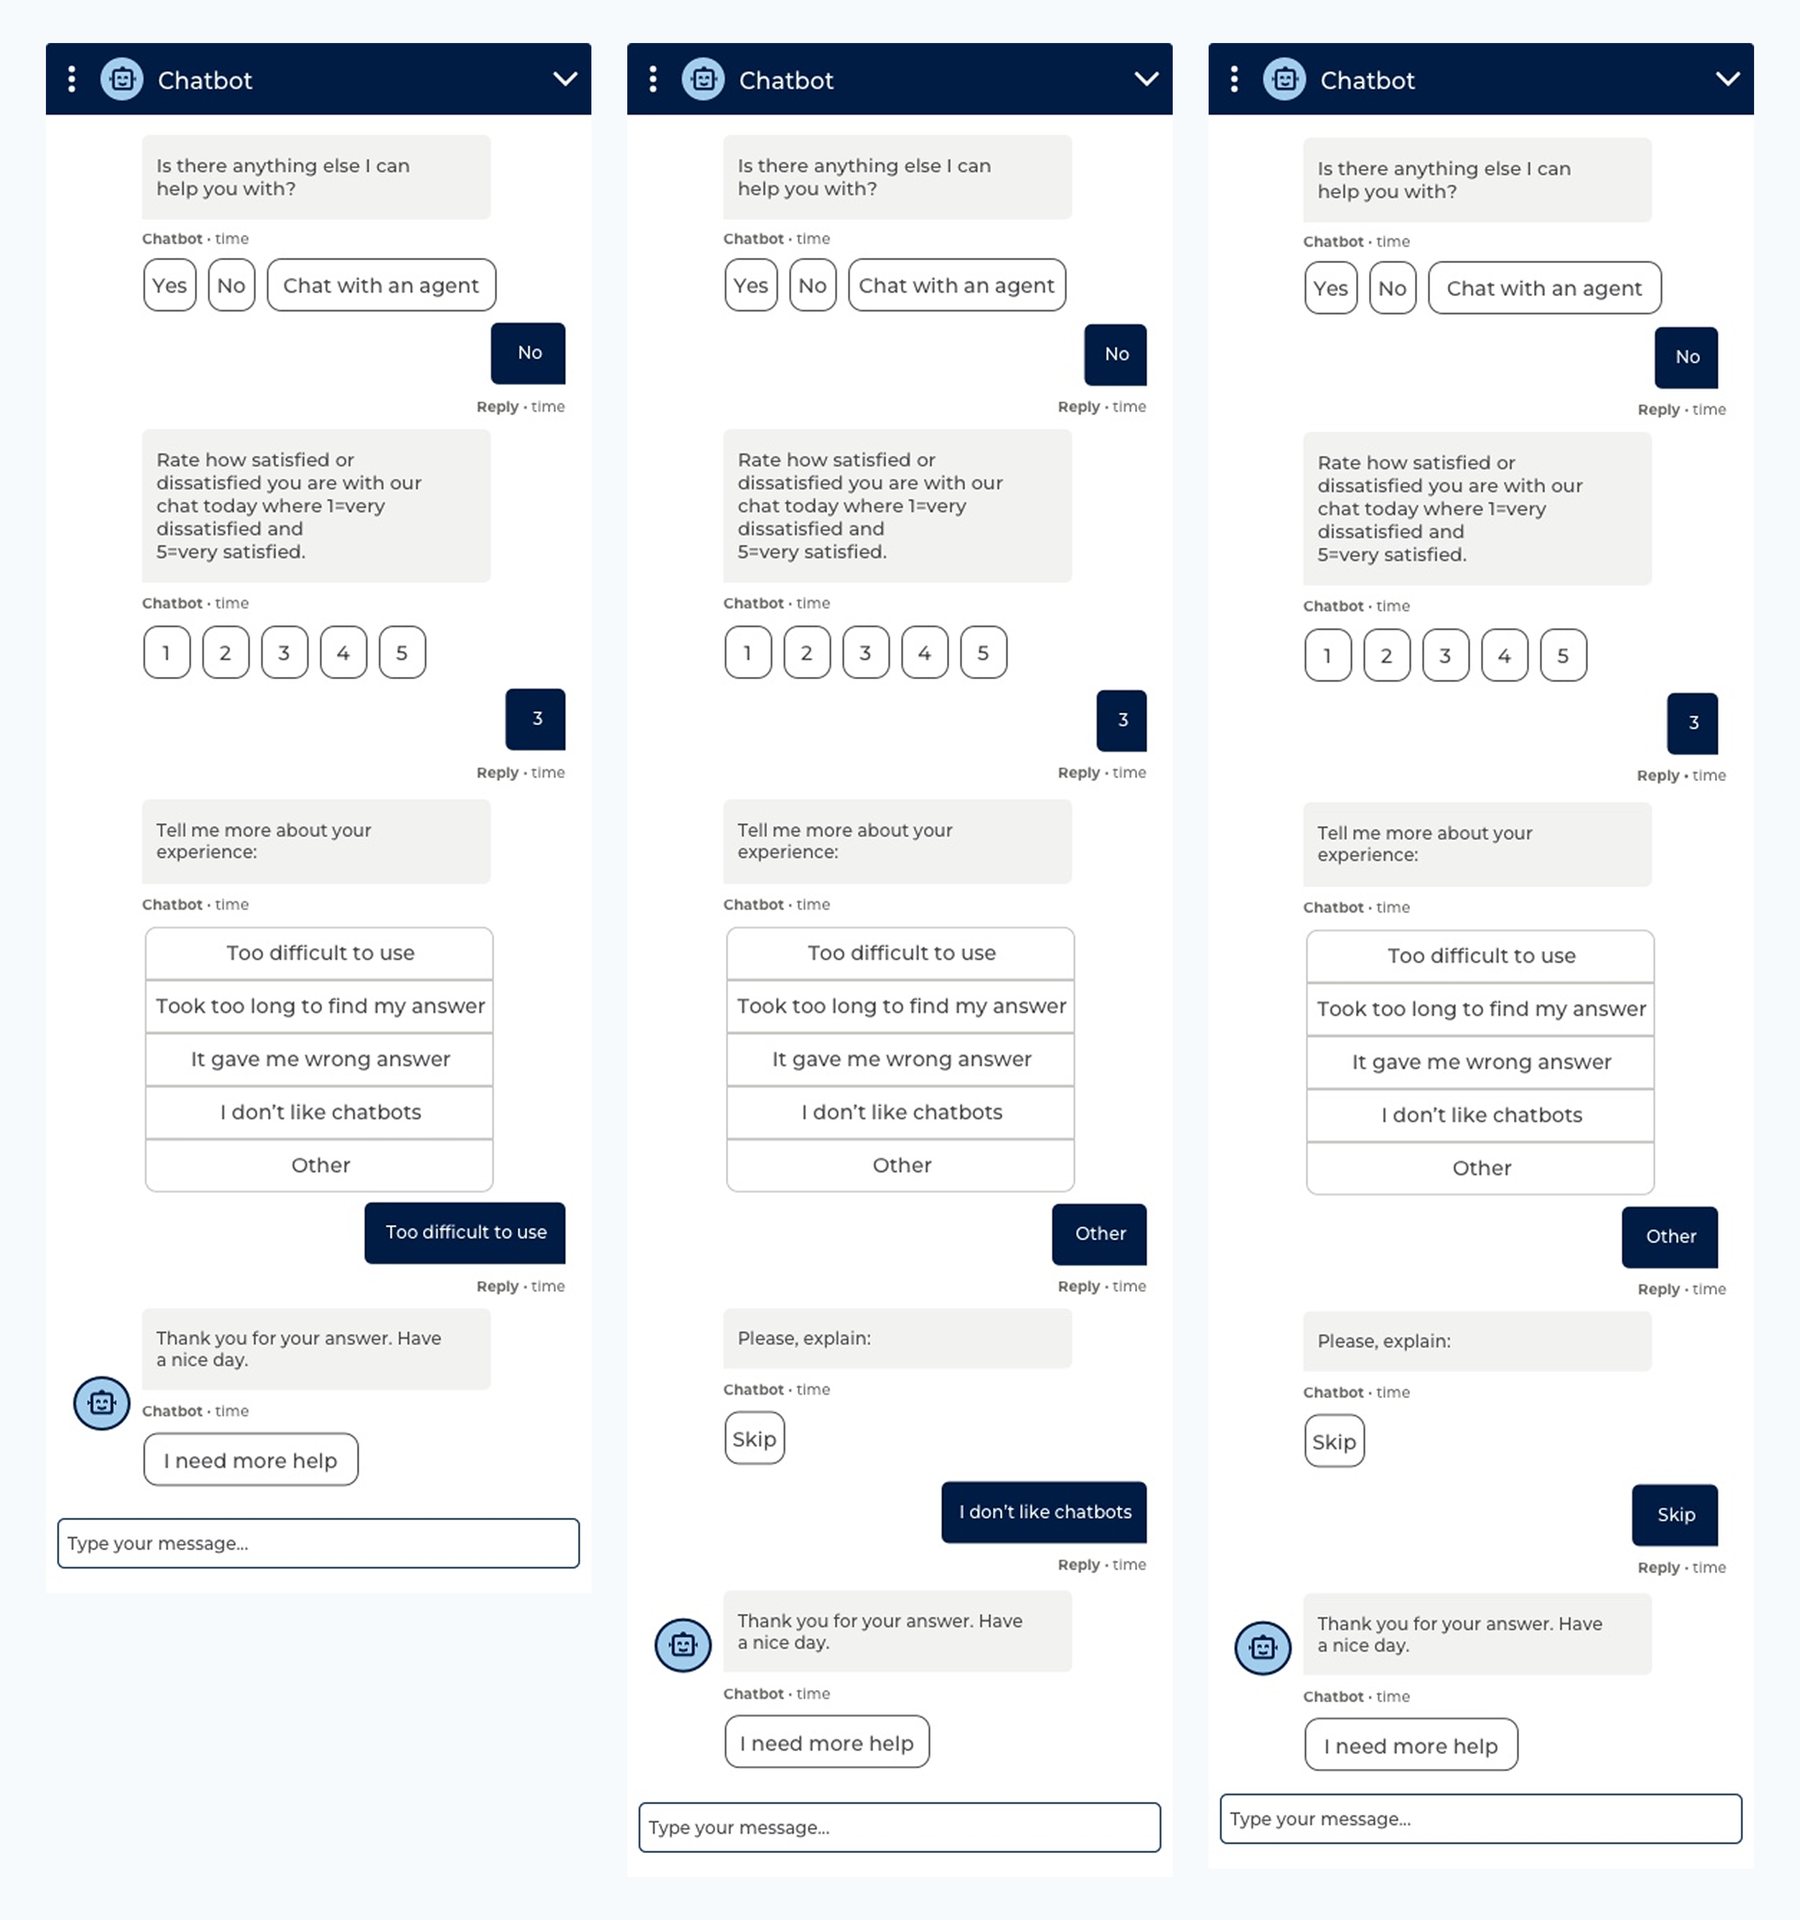 Chatbot
Is there anything else I can
help you with?
Chatbot • time
Yes
No
Chat with an agent
No
Reply • time
Rate how satisfied or
dissatisfied you are with our
chat today where 1=very
dissatisfied and
5=very satisfied.
Chatbot • time
1
2
3
4
5
3
Reply • time
Tell me more about your
experience:
Chatbot • time
Too difficult to use
Took too long to find my answer
It gave me wrong answer
I don’t like chatbots
Other
Too difficult to use
Reply • time
Thank you for your answer. Have
a nice day.
Chatbot • time
I need more help
Type your message...
Chatbot
Is there anything else I can
help you with?
Chatbot • time
Yes
No
Chat with an agent
No
Reply • time
Rate how satisfied or
dissatisfied you are with our
chat today where 1=very
dissatisfied and
5=very satisfied.
Chatbot • time
1
2
3
4
5
3
Reply • time
Tell me more about your
experience:
Chatbot • time
Too difficult to use
Took too long to find my answer
It gave me wrong answer
I don’t like chatbots
Other
Other
Reply • time
Please, explain:
Chatbot • time
Skip
I don’t like chatbots
Reply • time
Thank you for your answer. Have
a nice day.
Chatbot • time
I need more help
Type your message...
Chatbot
Is there anything else I can
help you with?
Chatbot • time
Yes
No
Chat with an agent
No
Reply • time
Rate how satisfied or
dissatisfied you are with our
chat today where 1=very
dissatisfied and
5=very satisfied.
Chatbot • time
1
2
3
4
5
3
Reply • time
Tell me more about your
experience:
Chatbot • time
Too difficult to use
Took too long to find my answer
It gave me wrong answer
I don’t like chatbots
Other
Other
Reply • time
Please, explain:
Chatbot • time
Skip
Skip
Reply • time
Thank you for your answer. Have
a nice day.
Chatbot • time
I need more help
Type your message...